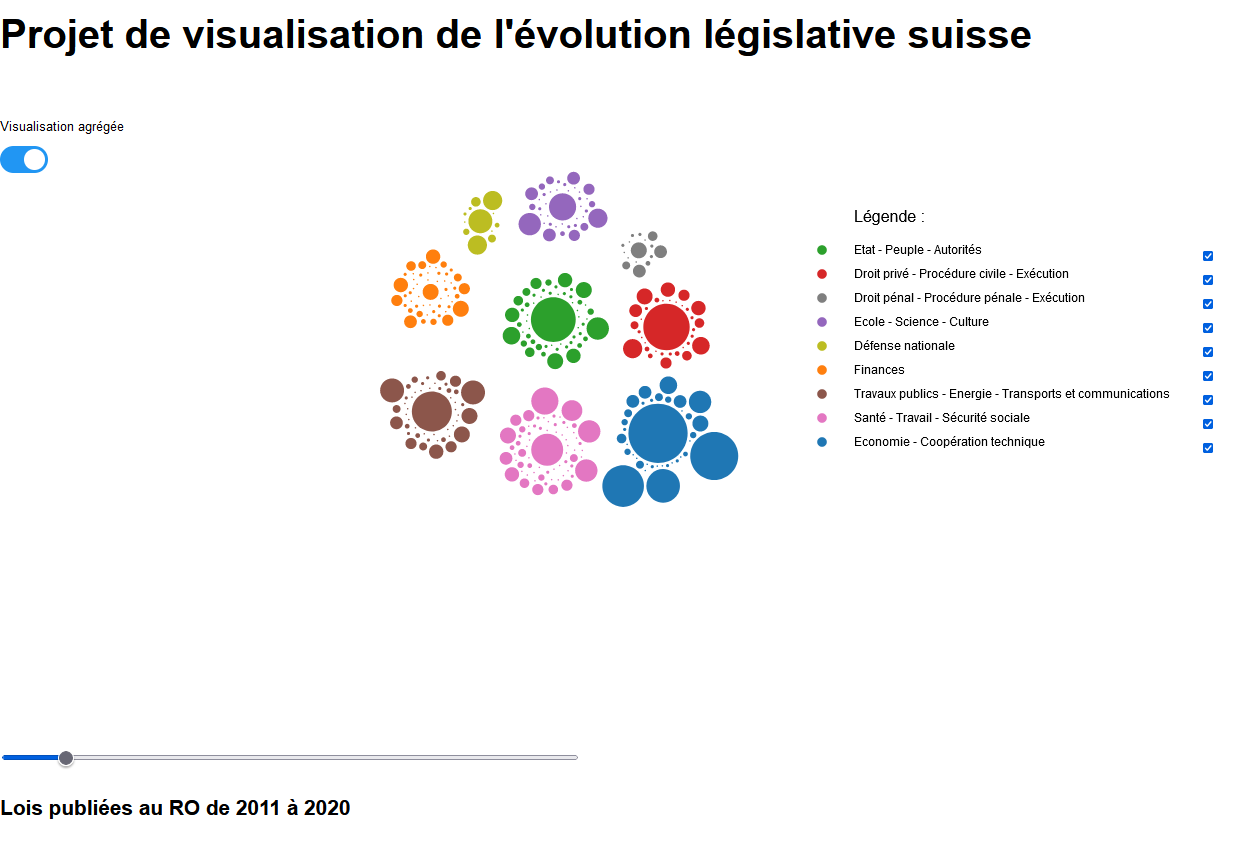 Projet de visualisation de l'évolution législative suisse
Visualisation agrégée
Légende :
Etat - Peuple - Autorités
Droit privé - Procédure civile - Exécution
Droit pénal - Procédure pénale - Exécution
Ecole - Science - Culture
Défense nationale
Finances
Travaux publics - Energie - Transports et communications
Santé - Travail - Sécurité sociale
Economie - Coopération technique
Lois publiées au RO de 2011 à 2020